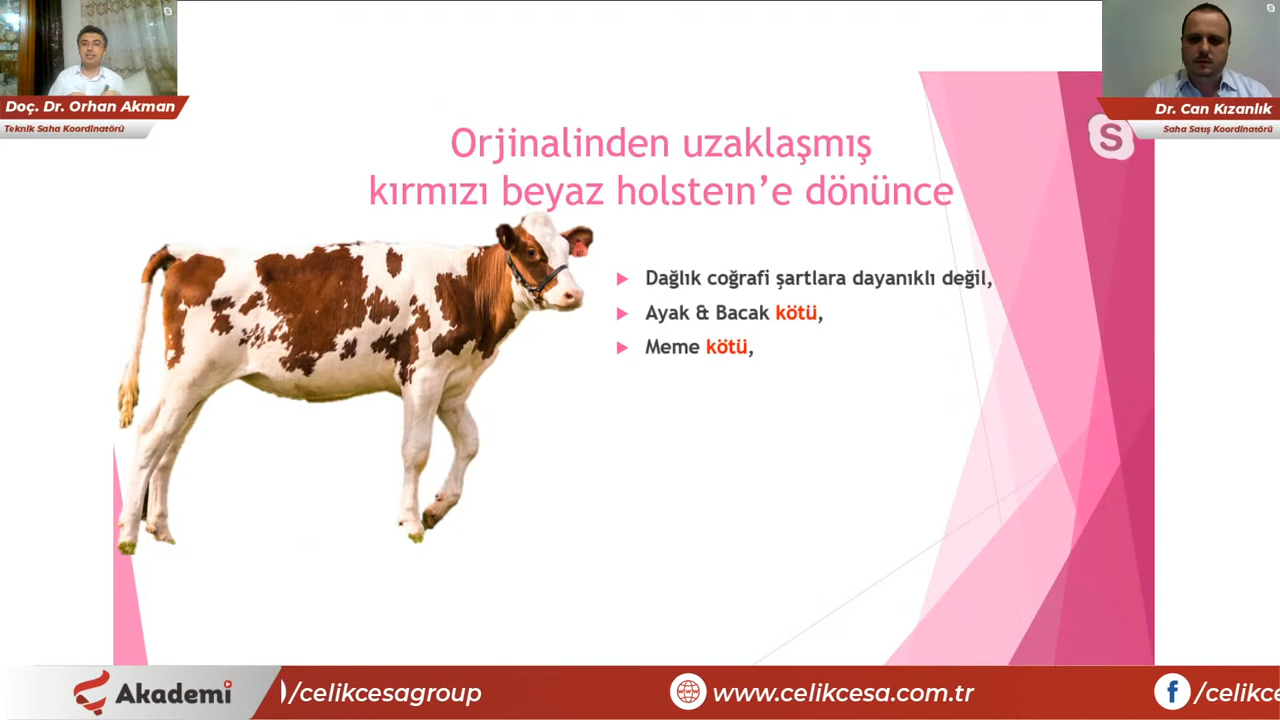 Doç. Dr. Orhan Akman
Teknik Saha Koordinatörü
Dr. Can Kızanlık
Saha Satış Koordinatörü
S
Orjinalinden uzaklaşmış
kırmızı beyaz holsteın’e dönünce
Dağlık coğrafi şartlara dayanıklı değil,
Ayak & Bacak kötü,
Meme kötü,
Akademi
/celikcesagroup
www.celikcesa.com.tr
f
/celikce